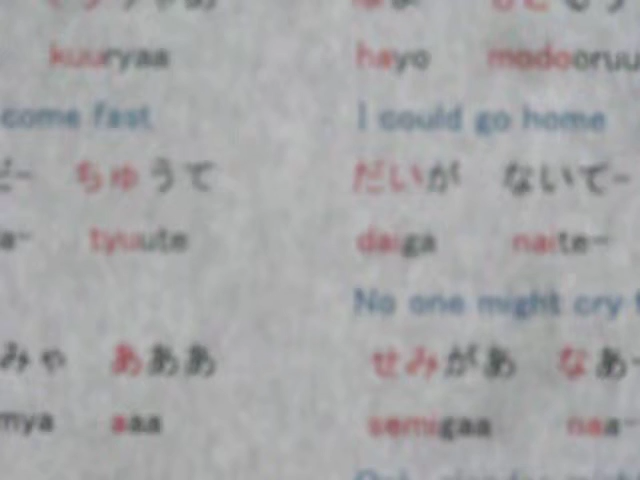 kuuryaa hayo modooruu
come fast I could go home
ちゅうて だいが ないてー
a- tyuute daiga naite-
No one might cry
みゃ あああ せみがあ なあー
mya aaa semigaa naa-